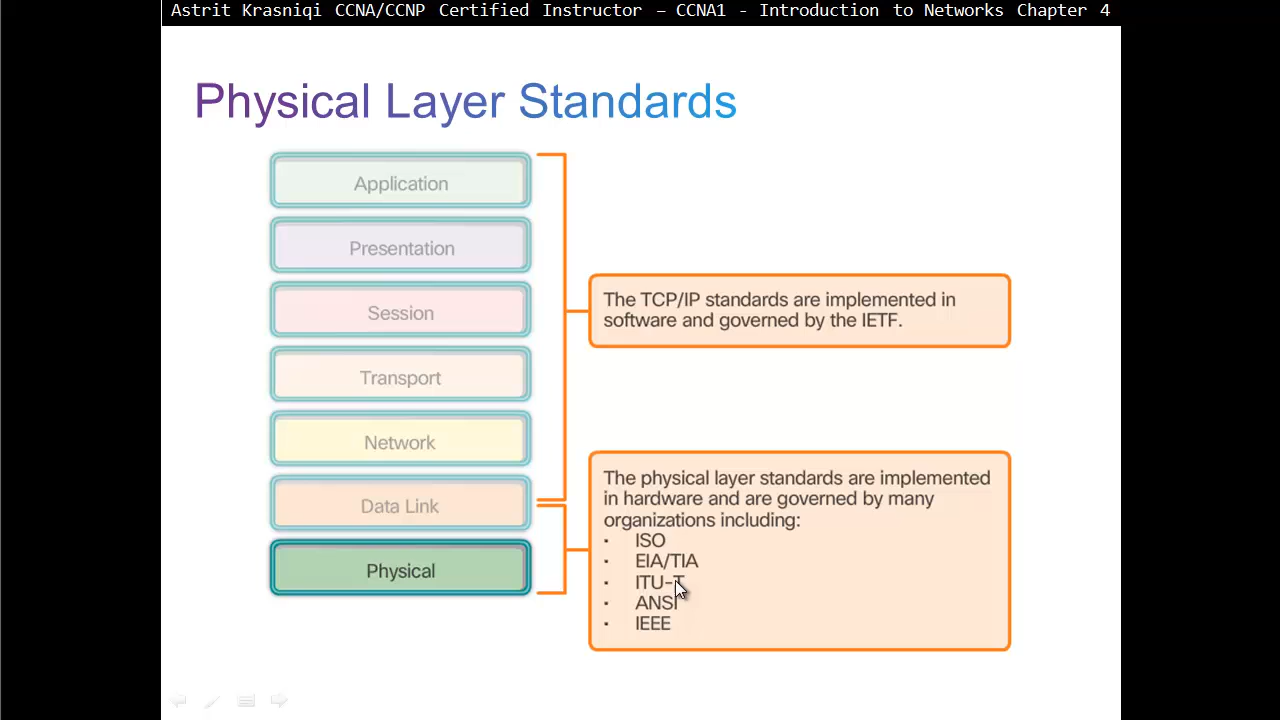 Astrit Krasniqi CCNA/CCNP Certified Instructor – CCNA1 - Introduction to Networks Chapter 4
Physical Layer Standards
Application
Presentation
Session
Transport
Network
Data Link
Physical
The TCP/IP standards are implemented in
software and governed by the IETF.
The physical layer standards are implemented
in hardware and are governed by many
organizations including:
▪ ISO
▪ EIA/TIA
▪ ITU-T
▪ ANSI
▪ IEEE